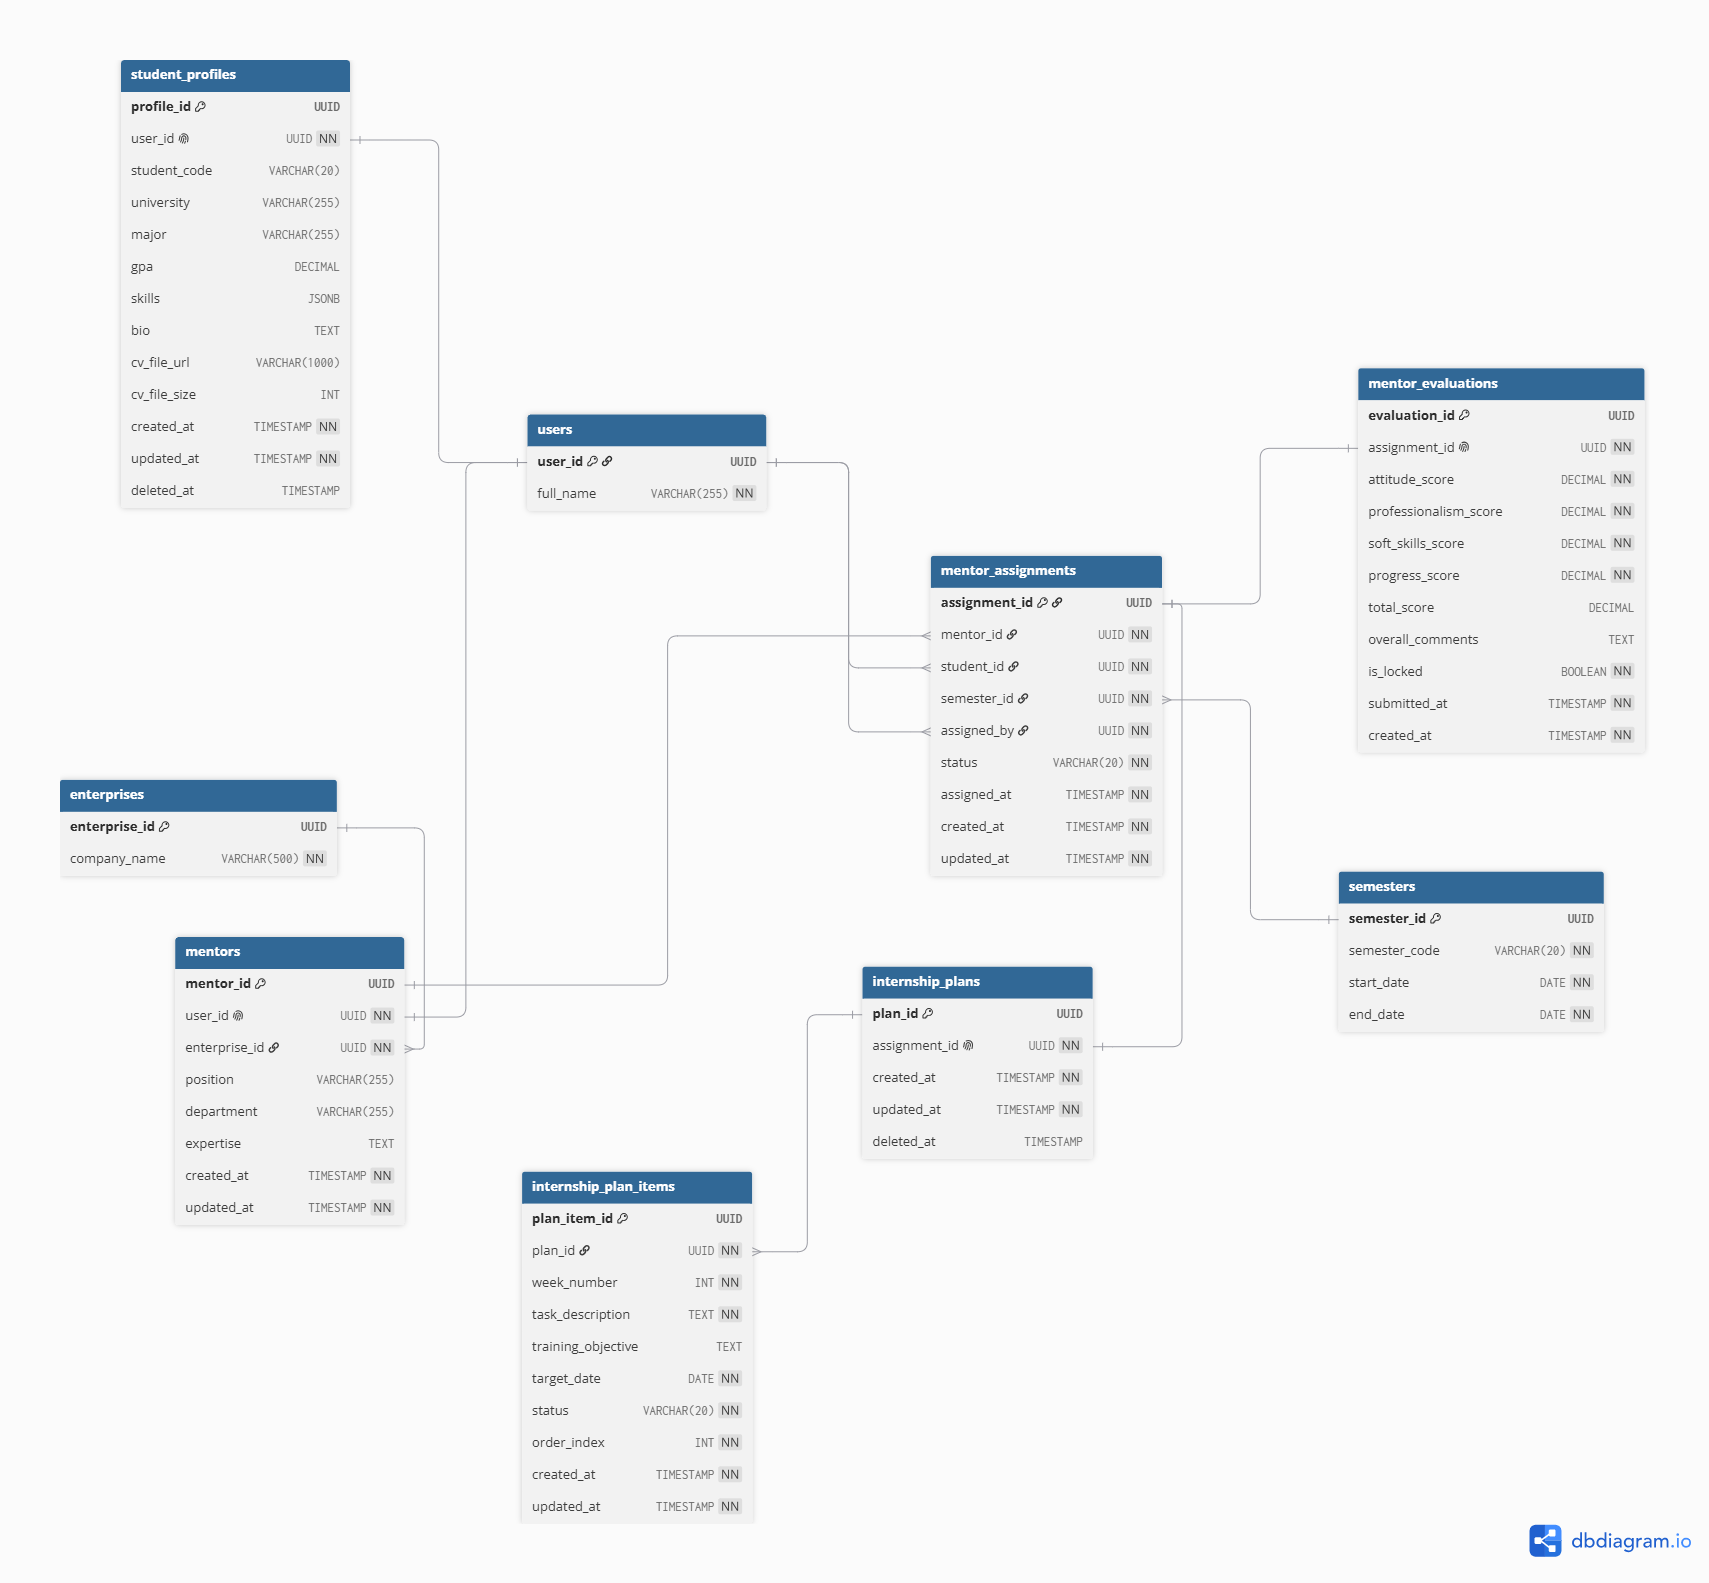 student_profiles
profile_id UUID
user_id UUID NN
student_code VARCHAR(20)
university VARCHAR(255)
major VARCHAR(255)
gpa DECIMAL
skills JSONB
bio TEXT
cv_file_url VARCHAR(1000)
cv_file_size INT
created_at TIMESTAMP NN
updated_at TIMESTAMP NN
deleted_at TIMESTAMP
users
user_id UUID
full_name VARCHAR(255) NN
mentor_evaluations
evaluation_id UUID
assignment_id UUID NN
attitude_score DECIMAL NN
professionalism_score DECIMAL NN
soft_skills_score DECIMAL NN
progress_score DECIMAL NN
total_score DECIMAL
overall_comments TEXT
is_locked BOOLEAN NN
submitted_at TIMESTAMP NN
created_at TIMESTAMP NN
mentor_assignments
assignment_id UUID
mentor_id UUID NN
student_id UUID NN
semester_id UUID NN
assigned_by UUID NN
status VARCHAR(20) NN
assigned_at TIMESTAMP NN
created_at TIMESTAMP NN
updated_at TIMESTAMP NN
enterprises
enterprise_id UUID
company_name VARCHAR(500) NN
semesters
semester_id UUID
semester_code VARCHAR(20) NN
start_date DATE NN
end_date DATE NN
mentors
mentor_id UUID
user_id UUID NN
enterprise_id UUID NN
position VARCHAR(255)
department VARCHAR(255)
expertise TEXT
created_at TIMESTAMP NN
updated_at TIMESTAMP NN
internship_plans
plan_id UUID
assignment_id UUID NN
created_at TIMESTAMP NN
updated_at TIMESTAMP NN
deleted_at TIMESTAMP
internship_plan_items
plan_item_id UUID
plan_id UUID NN
week_number INT NN
task_description TEXT NN
training_objective TEXT
target_date DATE NN
status VARCHAR(20) NN
order_index INT NN
created_at TIMESTAMP NN
updated_at TIMESTAMP NN
dbdiagram.io